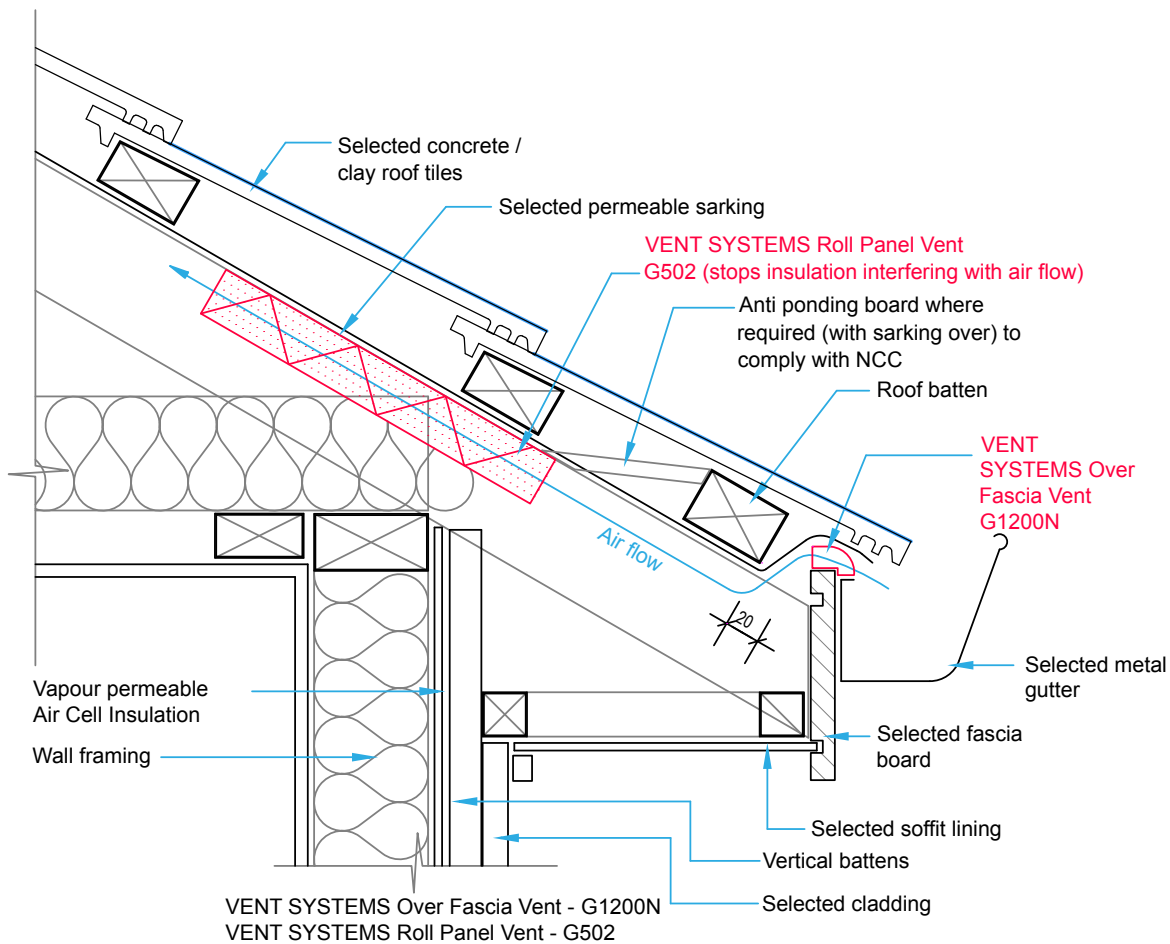 Selected concrete /
clay roof tiles
Selected permeable sarking
VENT SYSTEMS Roll Panel Vent
G502 (stops insulation interfering with air flow)
Anti ponding board where
required (with sarking over) to
comply with NCC
Roof batten
VENT
SYSTEMS Over
Fascia Vent
G1200N
Air flow
20
Selected metal
gutter
Vapour permeable
Air Cell Insulation
Wall framing
Selected fascia
board
Selected soffit lining
Vertical battens
Selected cladding
VENT SYSTEMS Over Fascia Vent - G1200N
VENT SYSTEMS Roll Panel Vent - G502